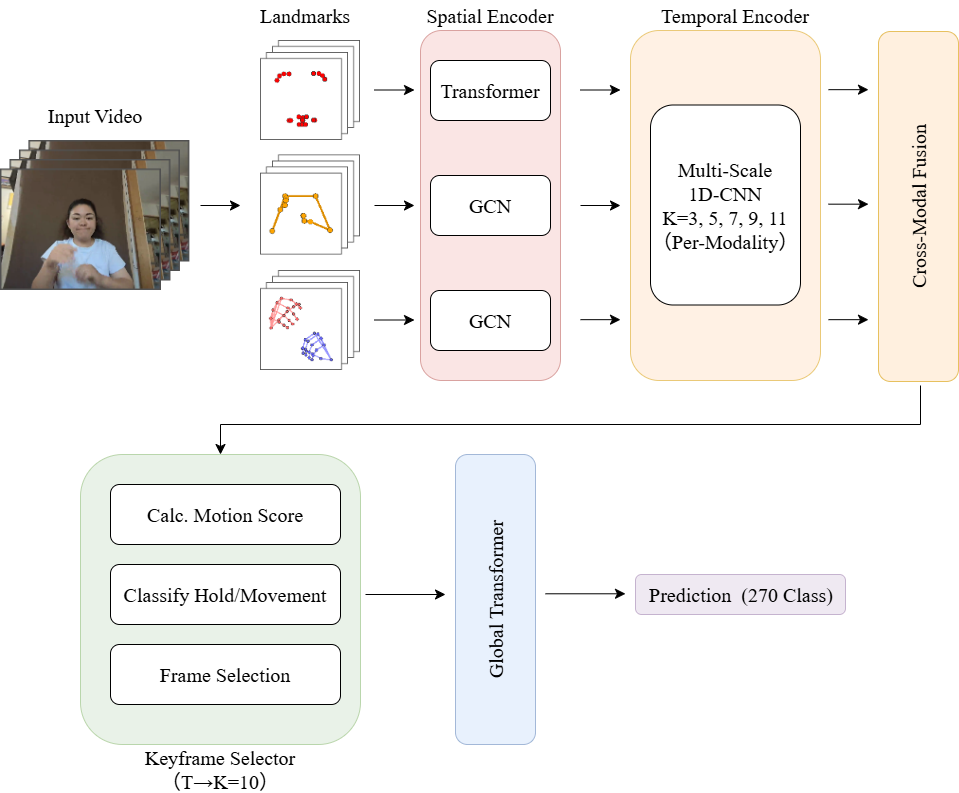 Landmarks
Spatial Encoder
Temporal Encoder
Input Video
Transformer
GCN
GCN
Multi-Scale
1D-CNN
K=3, 5, 7, 9, 11
（Per-Modality）
Cross-Modal Fusion
Calc. Motion Score
Classify Hold/Movement
Frame Selection
Keyframe Selector
（T→K=10）
Global Transformer
Prediction (270 Class)